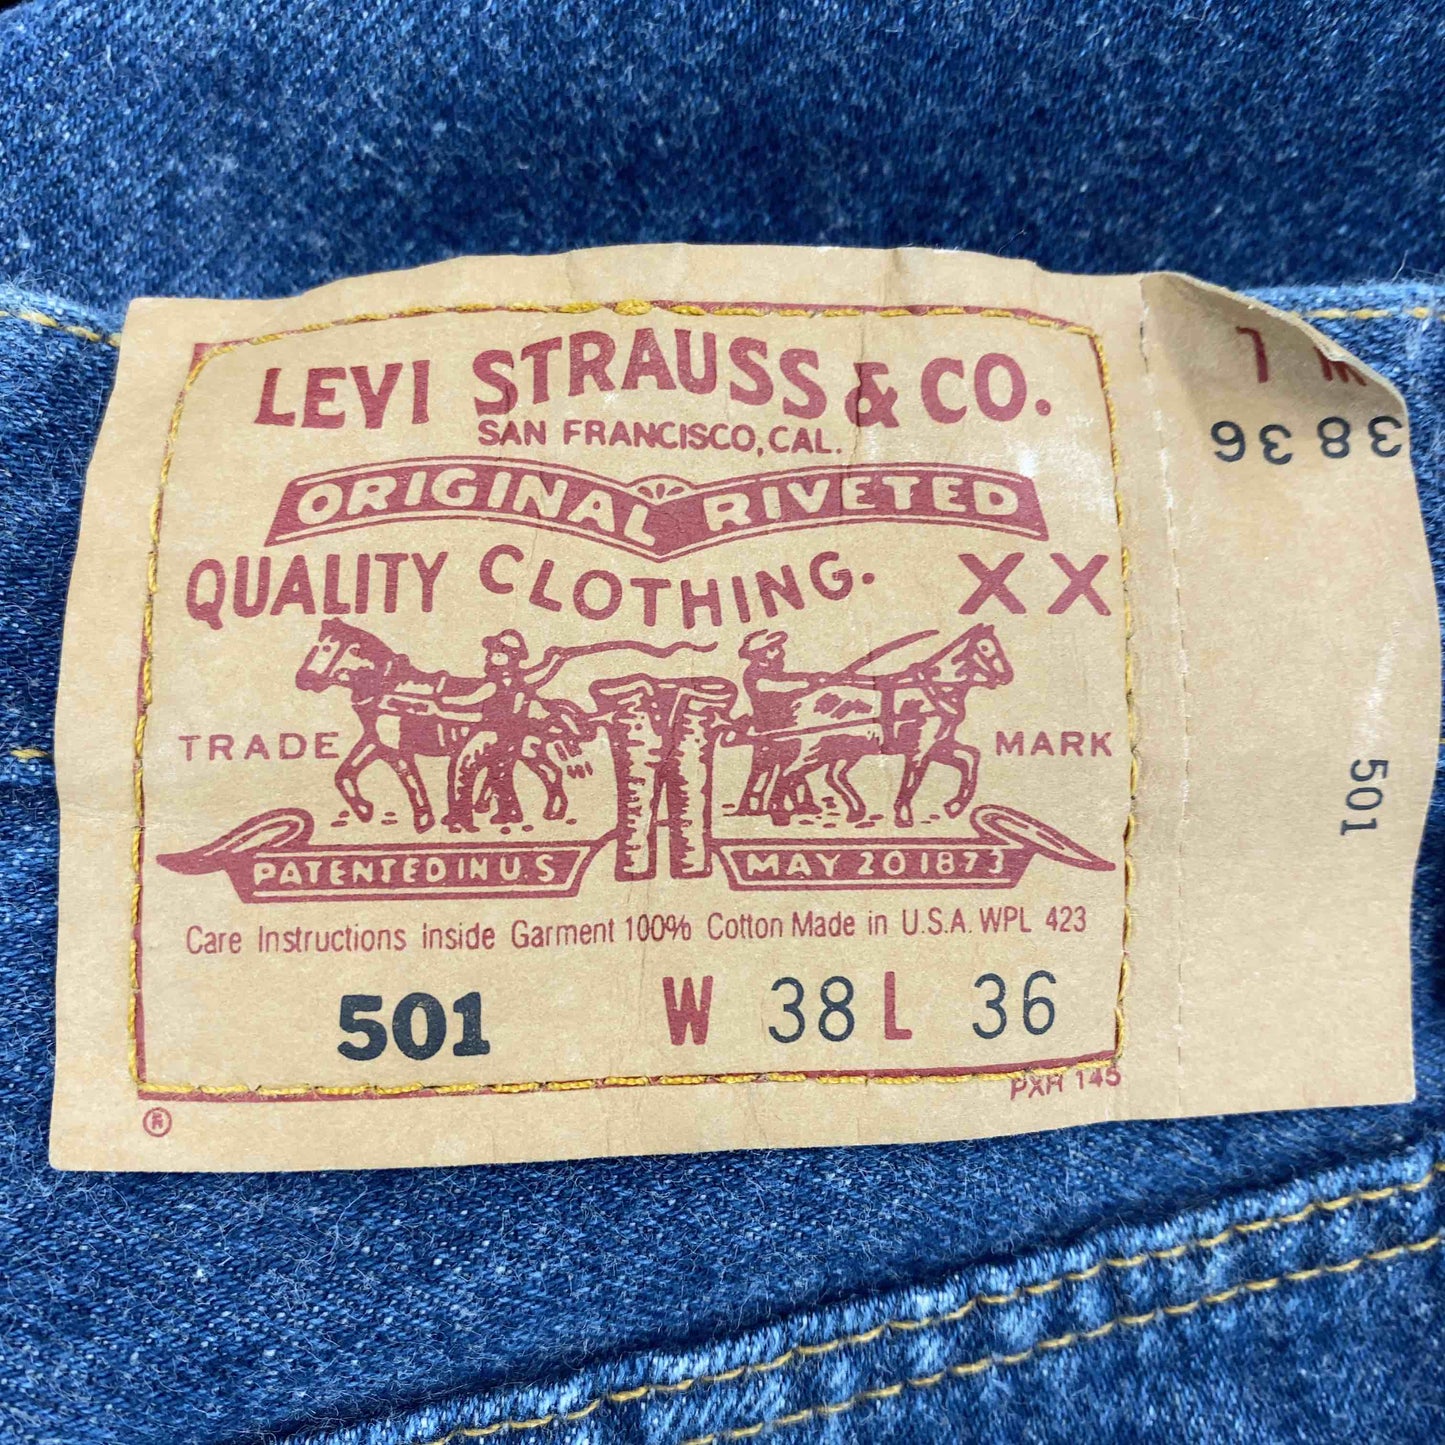 LEVI STRAUSS & CO.
SAN FRANCISCO, CAL.
ORIGINAL RIVETED
QUALITY CLOTHING. XX
TRADE MARK
PATENTED IN U.S MAY 20 1873
Care Instructions Inside Garment 100% Cotton Made in U.S.A. WPL 423
501 W 38 L 36
PXH 145
®
W L
38 36
501